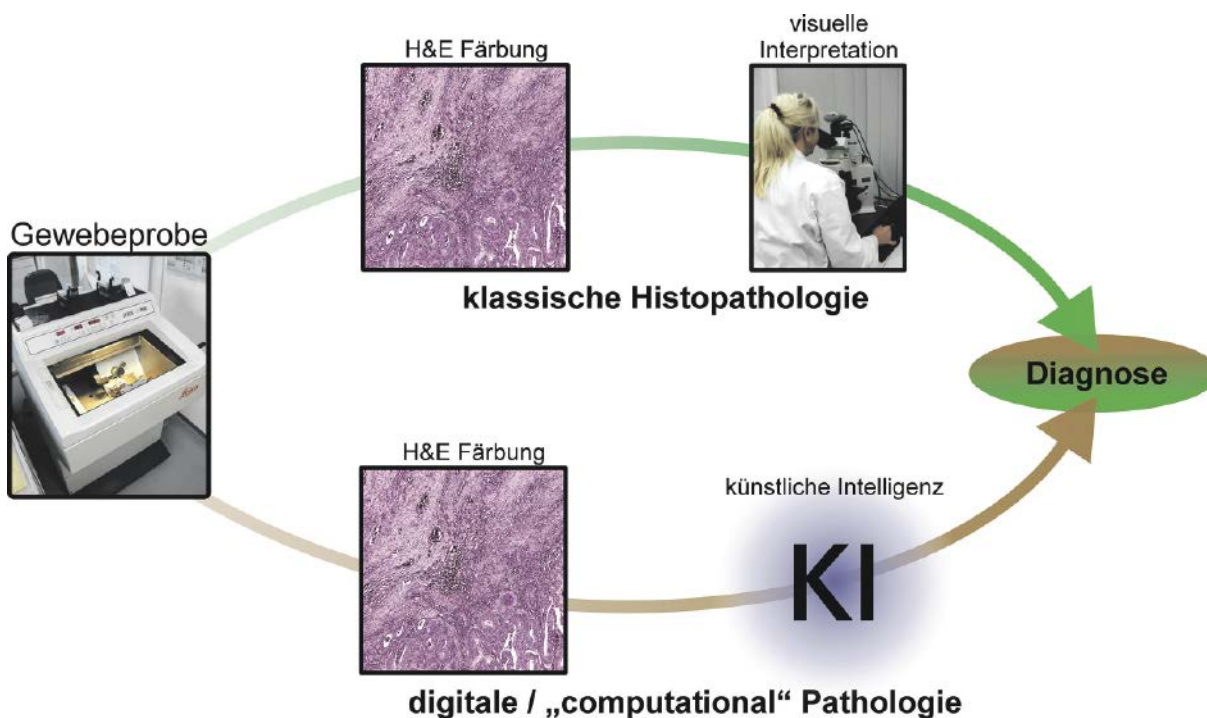 H&E Färbung
visuelle
Interpretation
Gewebeprobe
klassische Histopathologie
Diagnose
H&E Färbung
künstliche Intelligenz
KI
digitale / „computational“ Pathologie